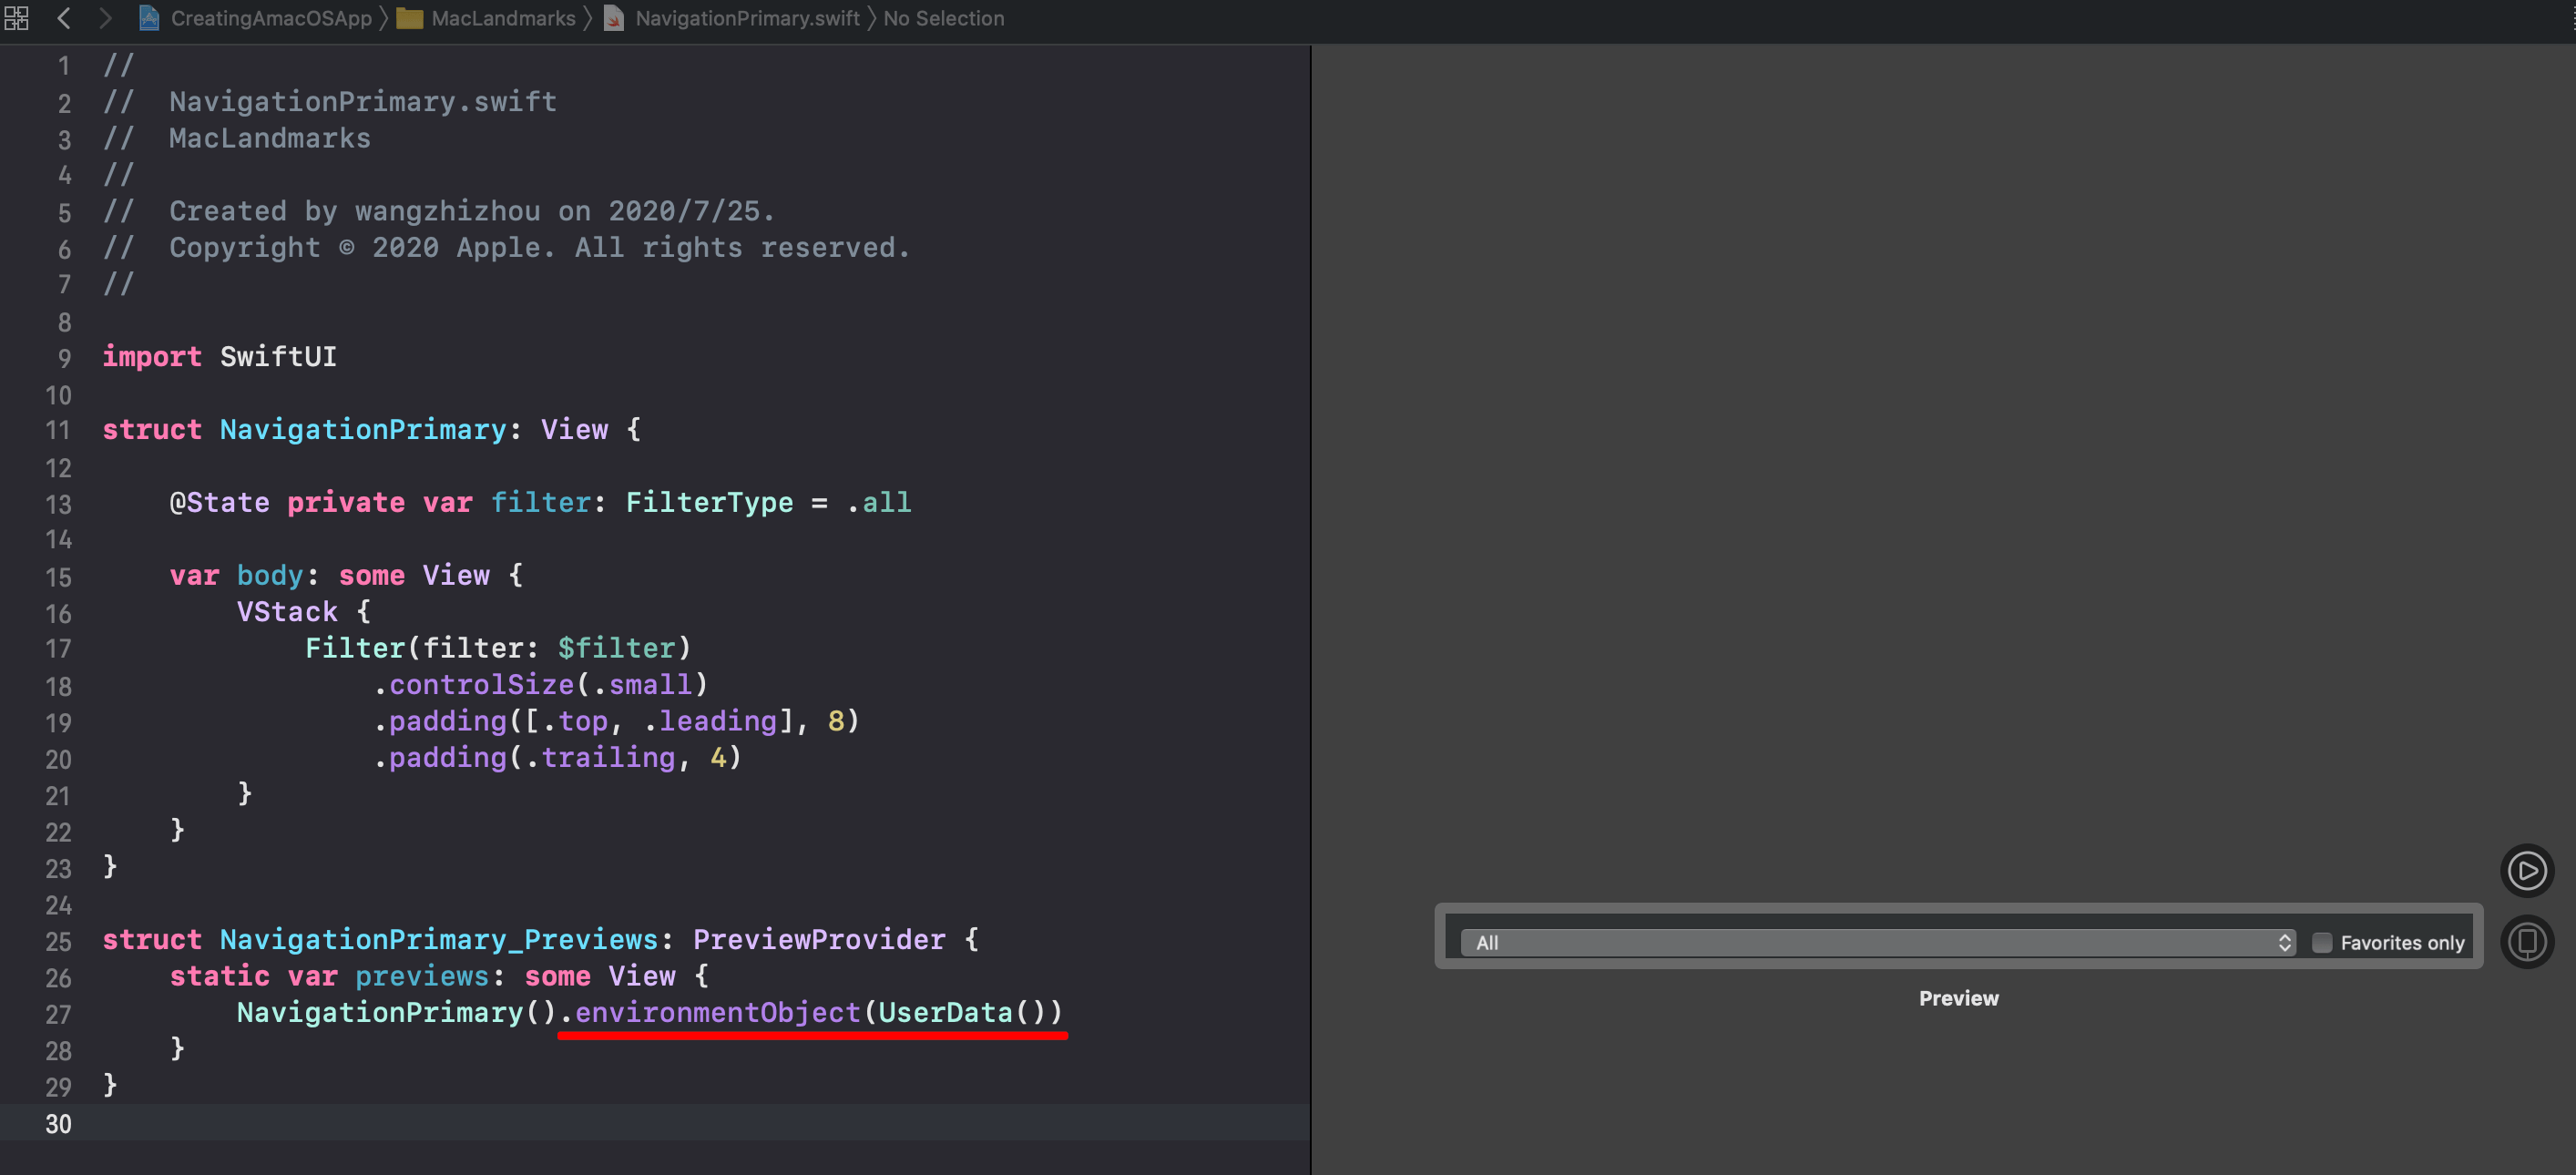 CreatingAmacOSApp 〉 MacLandmarks 〉 NavigationPrimary.swift 〉 No Selection
1 //
2 //  NavigationPrimary.swift
3 //  MacLandmarks
4 //
5 //  Created by wangzhizhou on 2020/7/25.
6 //  Copyright © 2020 Apple. All rights reserved.
7 //
8
9 import SwiftUI
10
11 struct NavigationPrimary: View {
12
13     @State private var filter: FilterType = .all
14
15     var body: some View {
16         VStack {
17             Filter(filter: $filter)
18                 .controlSize(.small)
19                 .padding([.top, .leading], 8)
20                 .padding(.trailing, 4)
21         }
22     }
23 }
24
25 struct NavigationPrimary_Previews: PreviewProvider {
26     static var previews: some View {
27         NavigationPrimary().environmentObject(UserData())
28     }
29 }
30
All
Favorites only
Preview